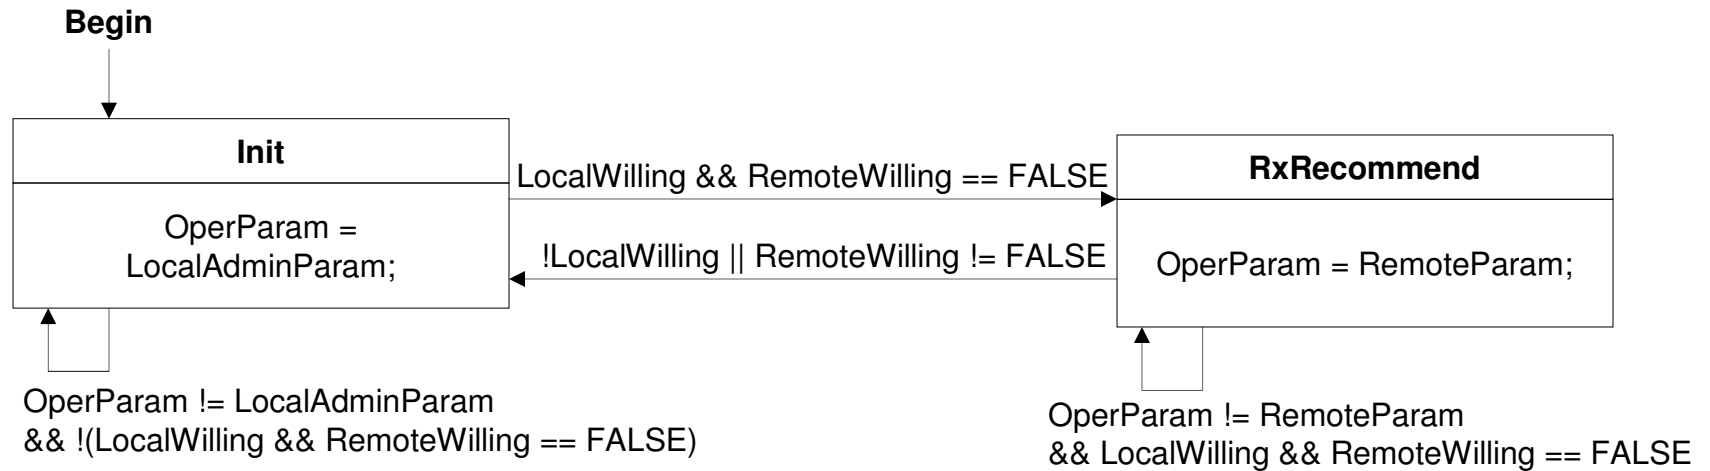 Begin
Init
OperParam =
LocalAdminParam;
LocalWilling && RemoteWilling == FALSE
!LocalWilling || RemoteWilling != FALSE
RxRecommend
OperParam = RemoteParam;
OperParam != LocalAdminParam
&& !(LocalWilling && RemoteWilling == FALSE)
OperParam != RemoteParam
&& LocalWilling && RemoteWilling == FALSE